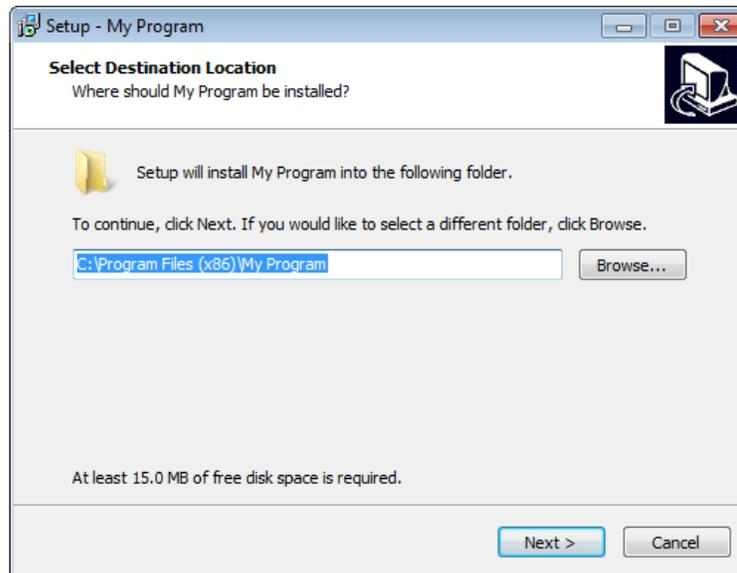 Setup - My Program
Select Destination Location
Where should My Program be installed?
Setup will install My Program into the following folder.
To continue, click Next. If you would like to select a different folder, click Browse.
C:\Program Files (x86)\My Program
Browse...
At least 15.0 MB of free disk space is required.
Next >
Cancel